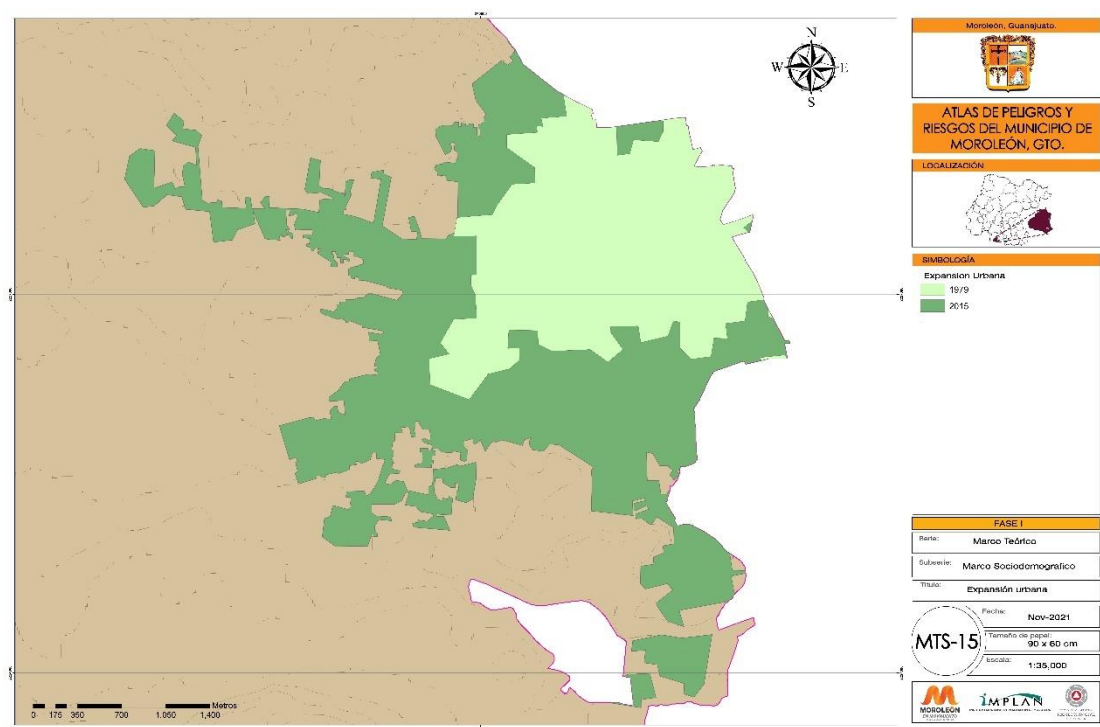 N
W E
S
0 175 350 700 1,050 1,400 Metros
Moroleón, Guanajuato.
ATLAS DE PELIGROS Y
RIESGOS DEL MUNICIPIO DE
MOROLEÓN, GTO.
LOCALIZACIÓN
SIMBOLOGÍA
Expansion Urbana
1979
2015
FASE I
Serie: Marco Teórico
Subserie: Marco Sociodemografico
Título: Expansión urbana
MTS-15
Fecha: Nov-2021
Tamaño de papel: 90 x 60 cm
Escala: 1:35,000
MOROLEÓN
IMPLAN